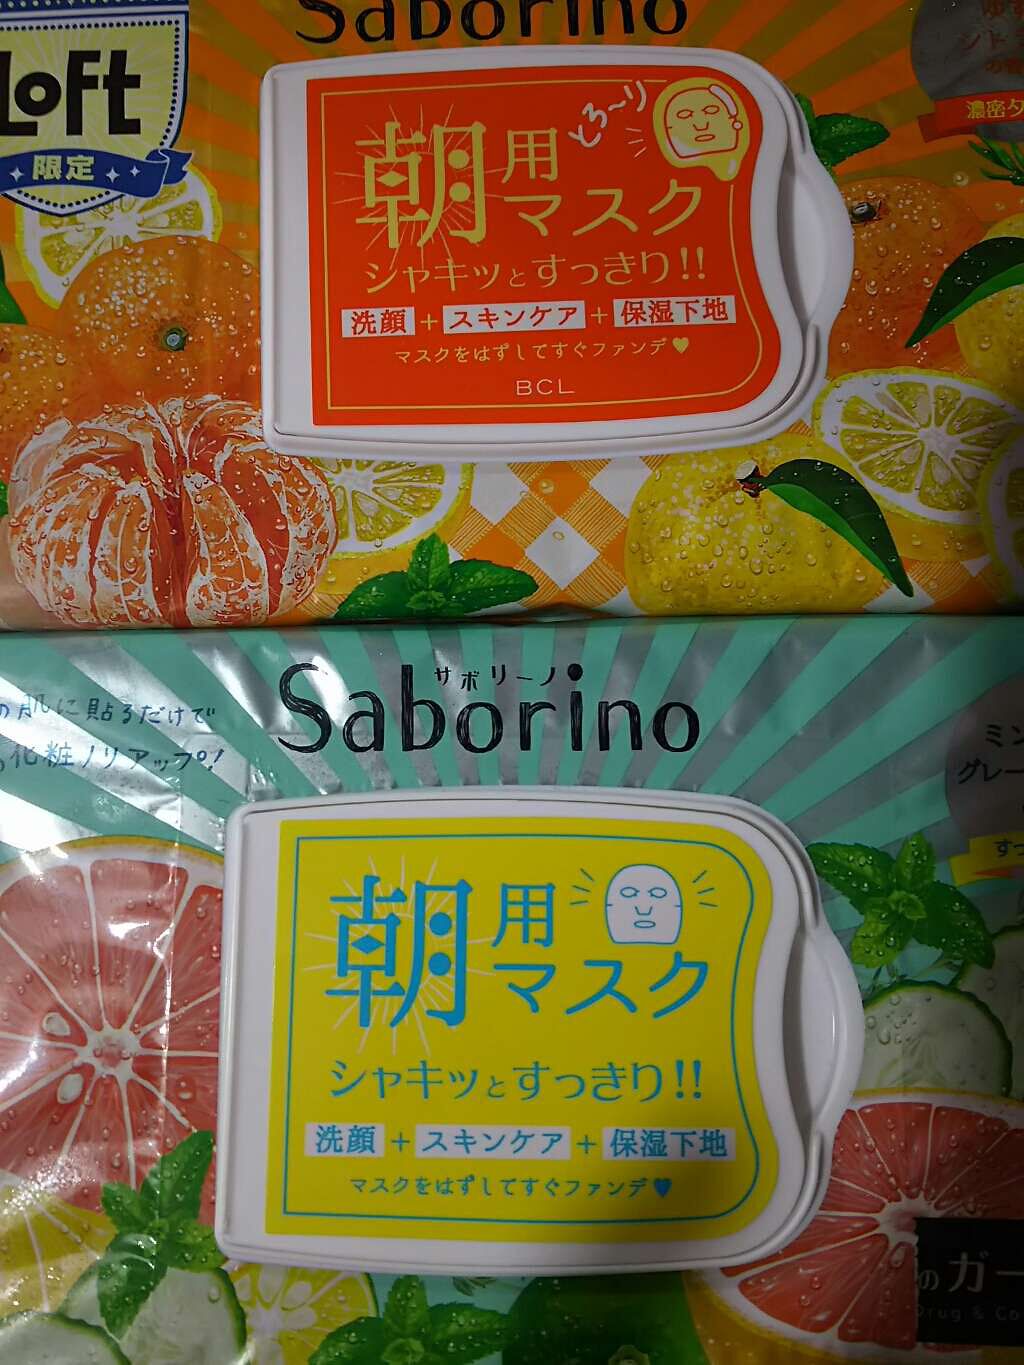 Saborino
Loft
限定
濃密
とろ〜り
朝用マスク
シャキッとすっきり!!
洗顔+スキンケア+保湿下地
マスクをはずしてすぐファンデ♥
BCL
サボリーノ
Saborino
の肌に貼るだけで
化粧ノリアップ!
ミン
グレー
すっ
朝用マスク
シャキッとすっきり!!
洗顔+スキンケア+保湿下地
マスクをはずしてすぐファンデ♥
のガー
Drug & Co